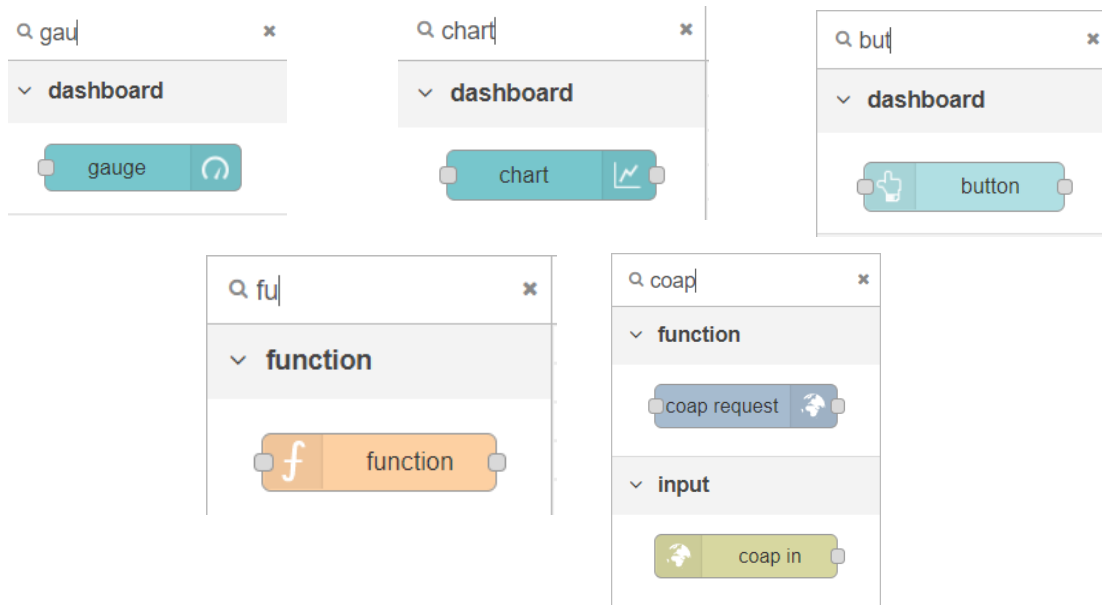 gau
dashboard
gauge
chart
dashboard
chart
but
dashboard
button
fu
function
function
coap
function
coap request
input
coap in